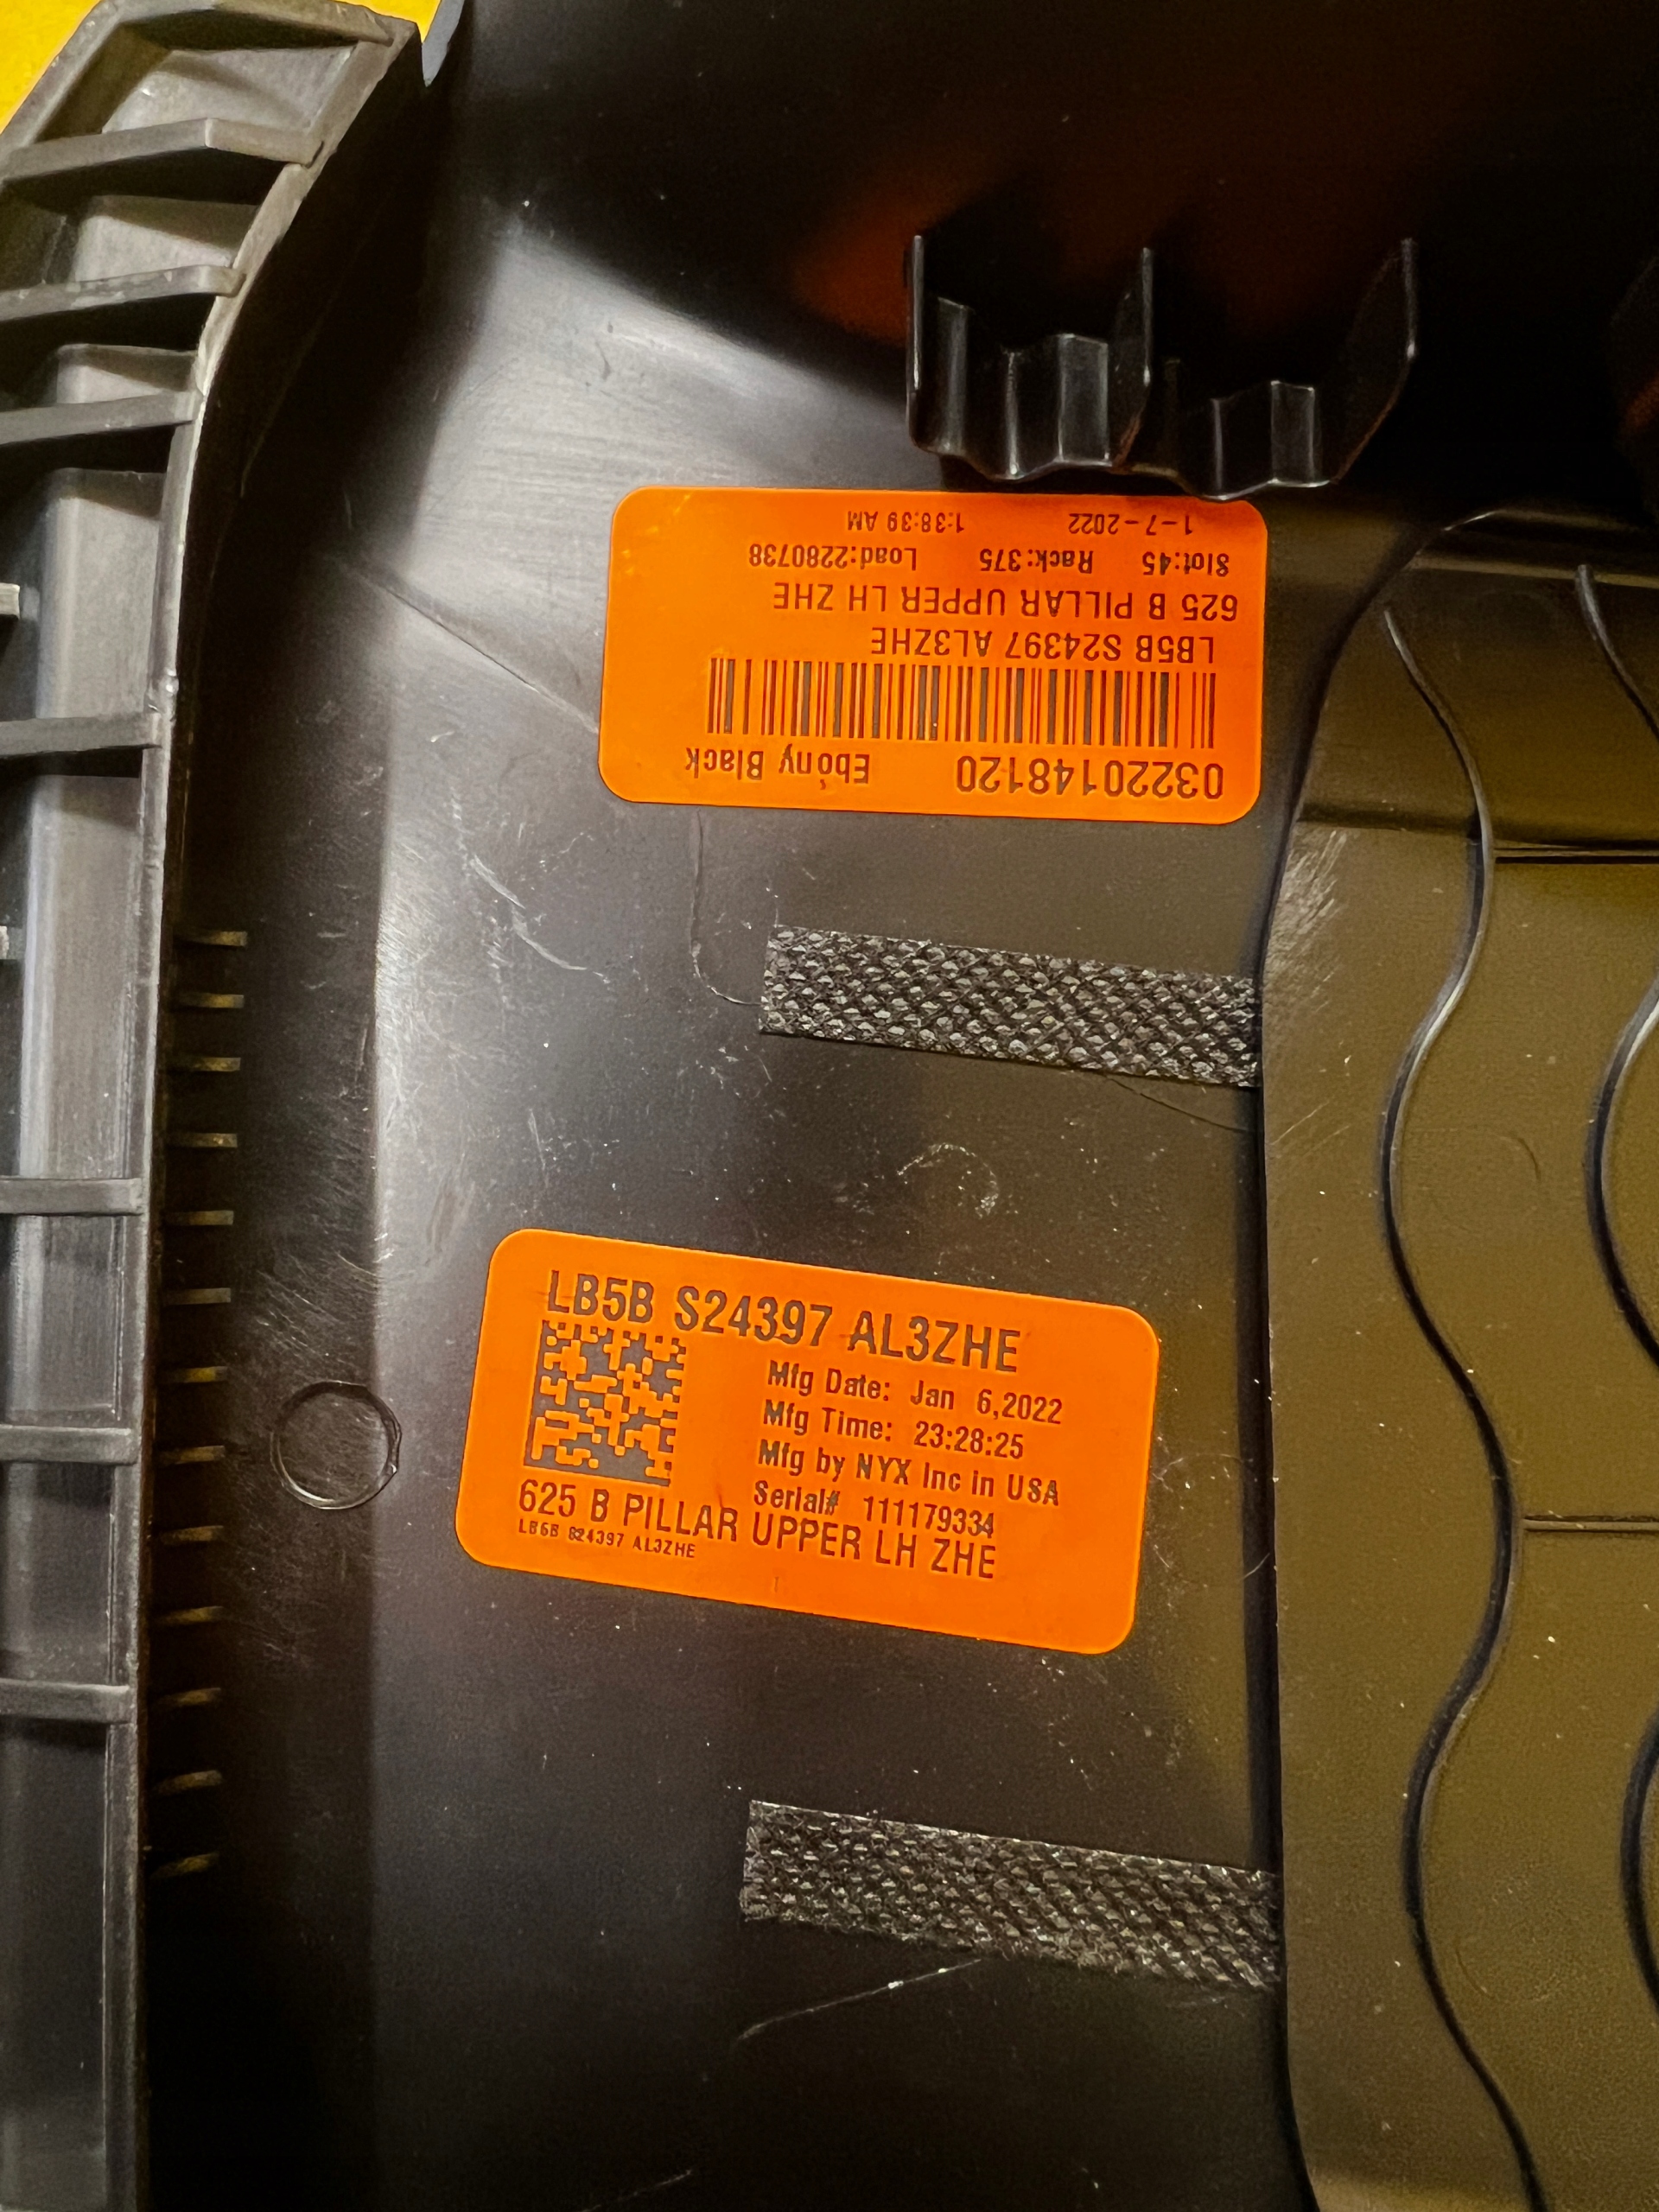 03220148120 Ebony Black
LB5B S24397 AL3ZHE
625 B PILLAR UPPER LH ZHE
Slot:45 Rack:375 Load:2280738
1-7-2022 1:38:39 AM
LB5B S24397 AL3ZHE
Mfg Date: Jan 6,2022
Mfg Time: 23:28:25
Mfg by NYX Inc in USA
Serial# 111179334
625 B PILLAR UPPER LH ZHE
LB5B S24397 AL3ZHE